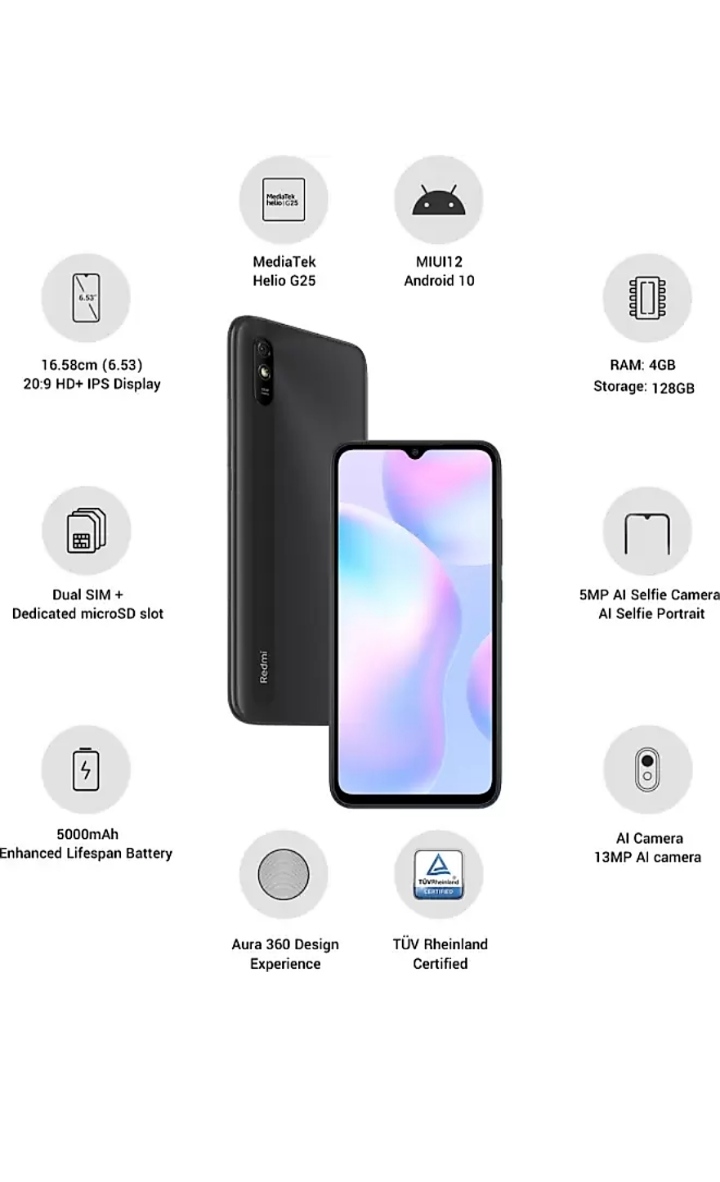 MediaTek
helio G25
MediaTek
Helio G25
MIUI12
Android 10
6.53"
16.58cm (6.53)
20:9 HD+ IPS Display
RAM: 4GB
Storage: 128GB
Dual SIM +
Dedicated microSD slot
5MP AI Selfie Camera
AI Selfie Portrait
Redmi
5000mAh
Enhanced Lifespan Battery
AI Camera
13MP AI camera
TÜVRheinland
CERTIFIED
Aura 360 Design
Experience
TÜV Rheinland
Certified